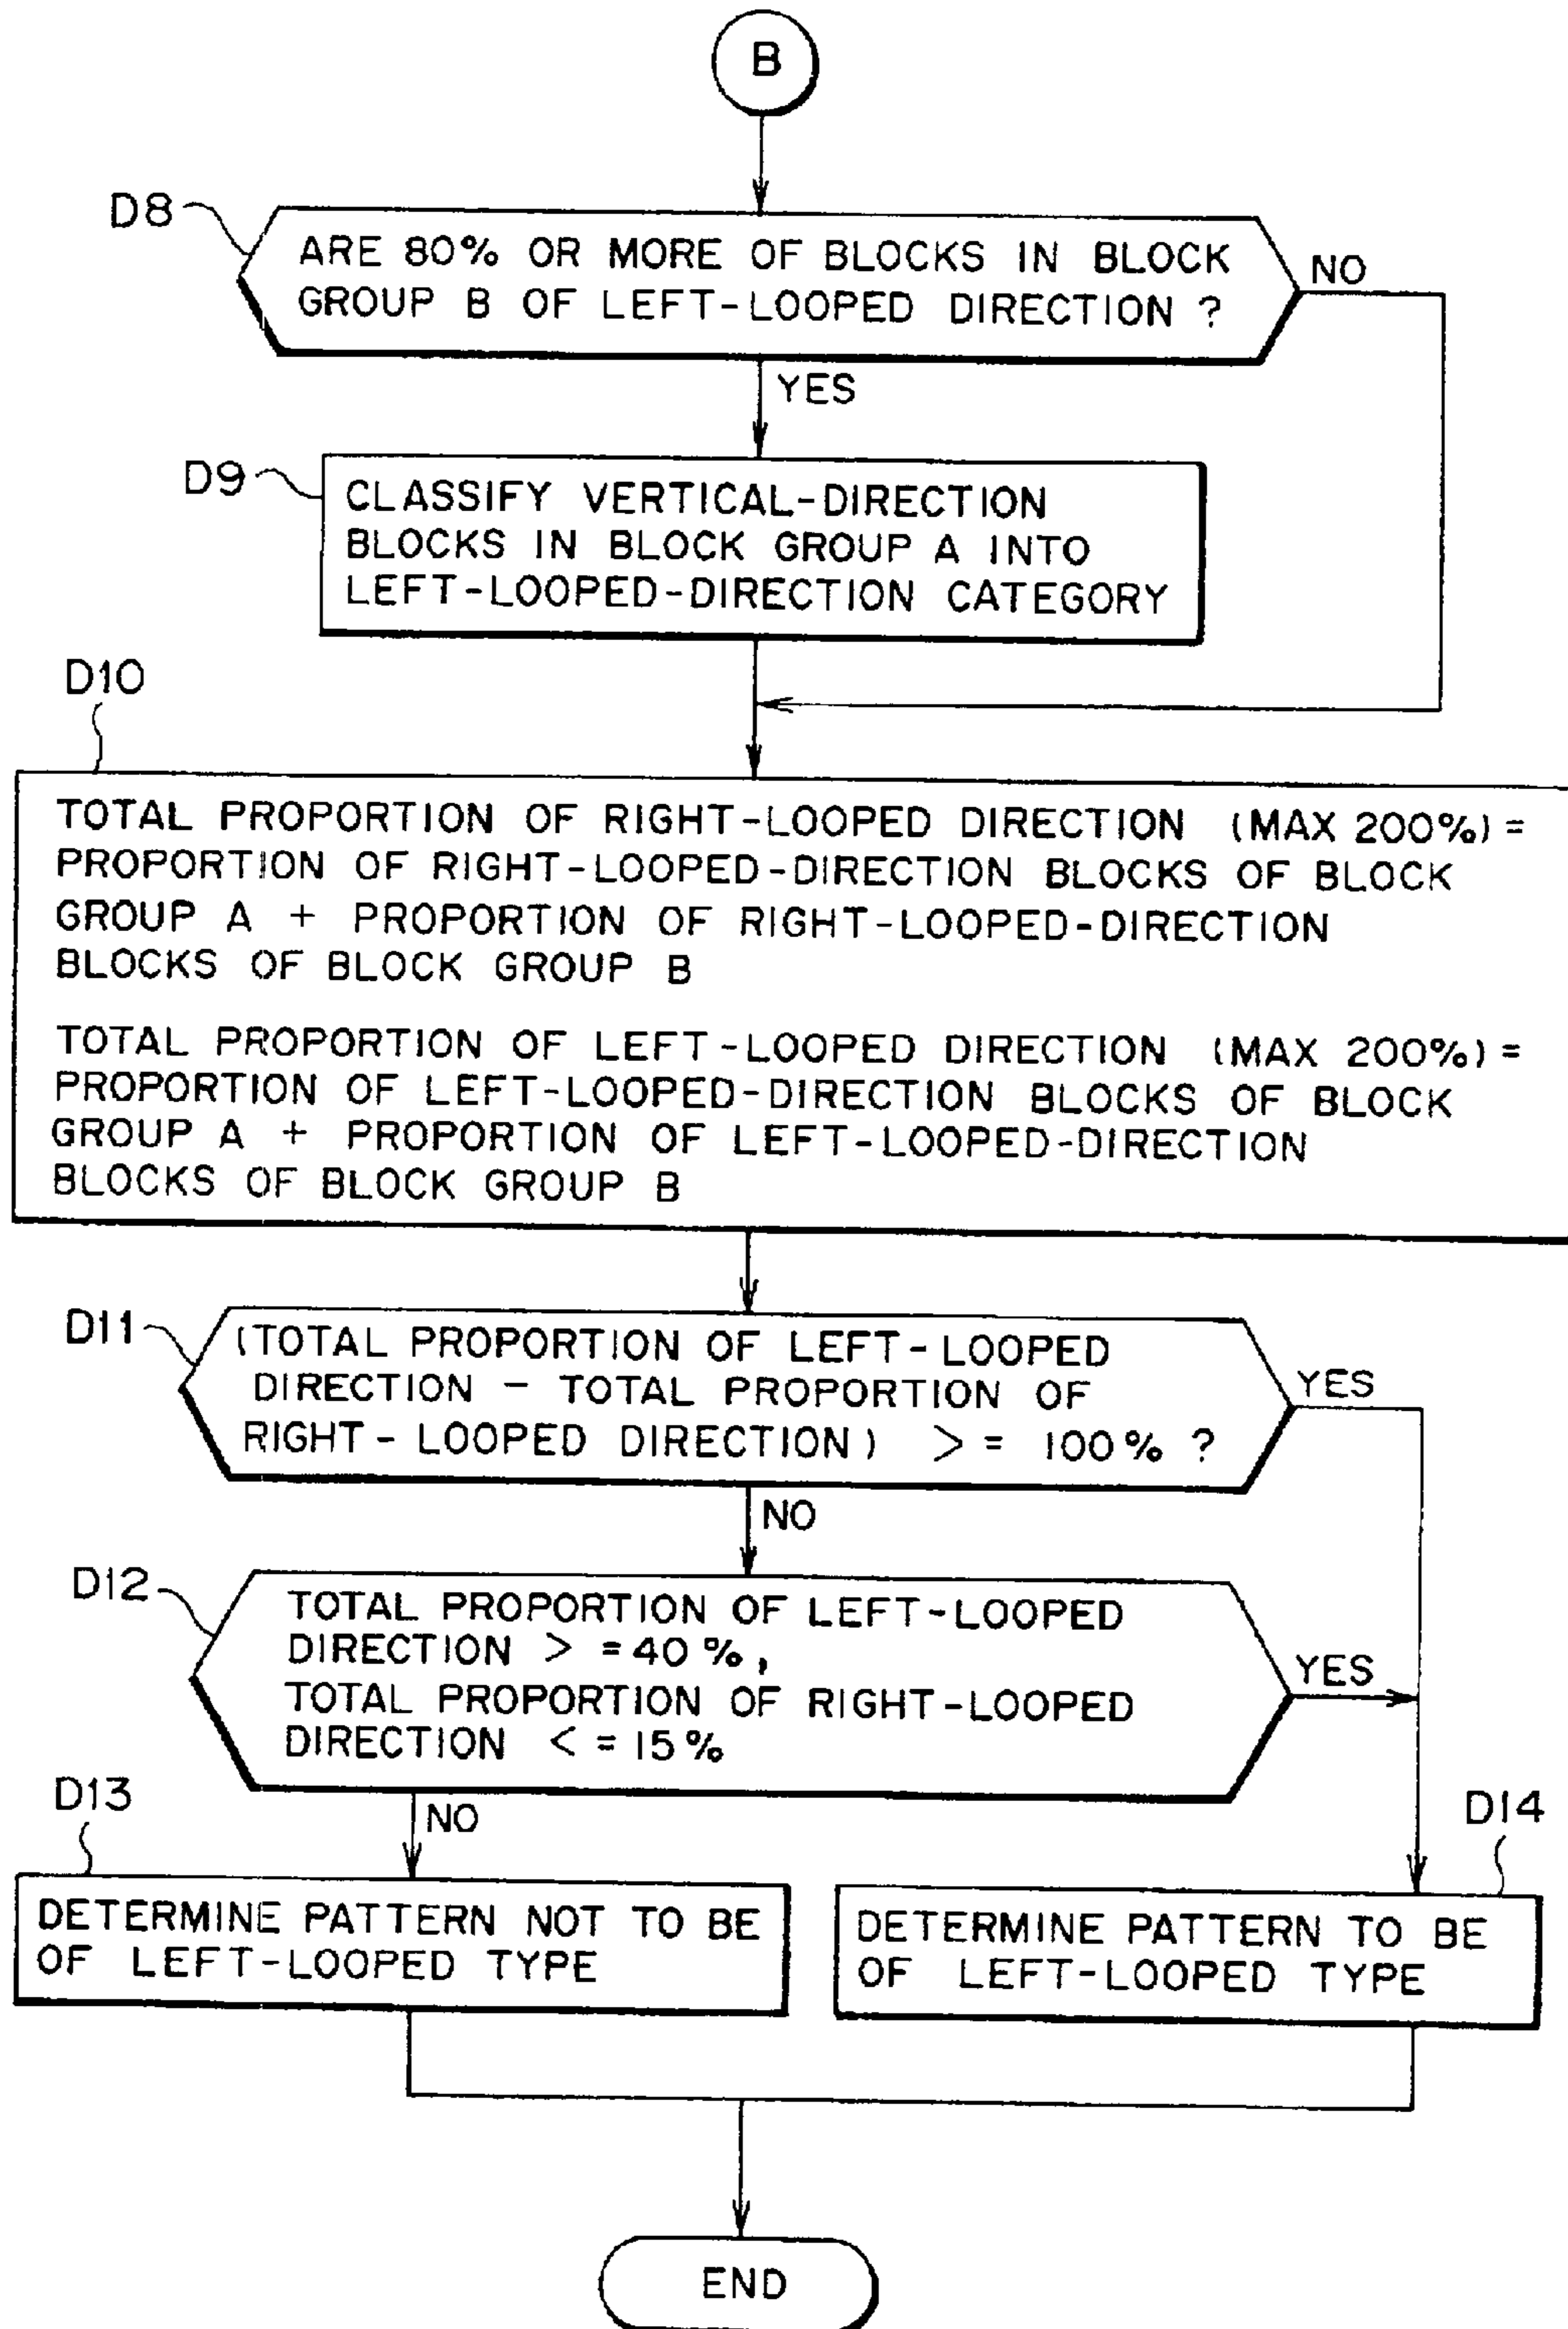 B
D8
ARE 80% OR MORE OF BLOCKS IN BLOCK
GROUP B OF LEFT-LOOPED DIRECTION ?
NO
YES
D9
CLASSIFY VERTICAL-DIRECTION
BLOCKS IN BLOCK GROUP A INTO
LEFT-LOOPED-DIRECTION CATEGORY
D10
TOTAL PROPORTION OF RIGHT-LOOPED DIRECTION (MAX 200%) =
PROPORTION OF RIGHT-LOOPED-DIRECTION BLOCKS OF BLOCK
GROUP A + PROPORTION OF RIGHT-LOOPED-DIRECTION
BLOCKS OF BLOCK GROUP B
TOTAL PROPORTION OF LEFT-LOOPED DIRECTION (MAX 200%) =
PROPORTION OF LEFT-LOOPED-DIRECTION BLOCKS OF BLOCK
GROUP A + PROPORTION OF LEFT-LOOPED-DIRECTION
BLOCKS OF BLOCK GROUP B
D11
(TOTAL PROPORTION OF LEFT-LOOPED
DIRECTION - TOTAL PROPORTION OF
RIGHT-LOOPED DIRECTION) >= 100% ?
YES
NO
D12
TOTAL PROPORTION OF LEFT-LOOPED
DIRECTION >=40%,
TOTAL PROPORTION OF RIGHT-LOOPED
DIRECTION <=15%
YES
NO
D13
DETERMINE PATTERN NOT TO BE
OF LEFT-LOOPED TYPE
D14
DETERMINE PATTERN TO BE
OF LEFT-LOOPED TYPE
END